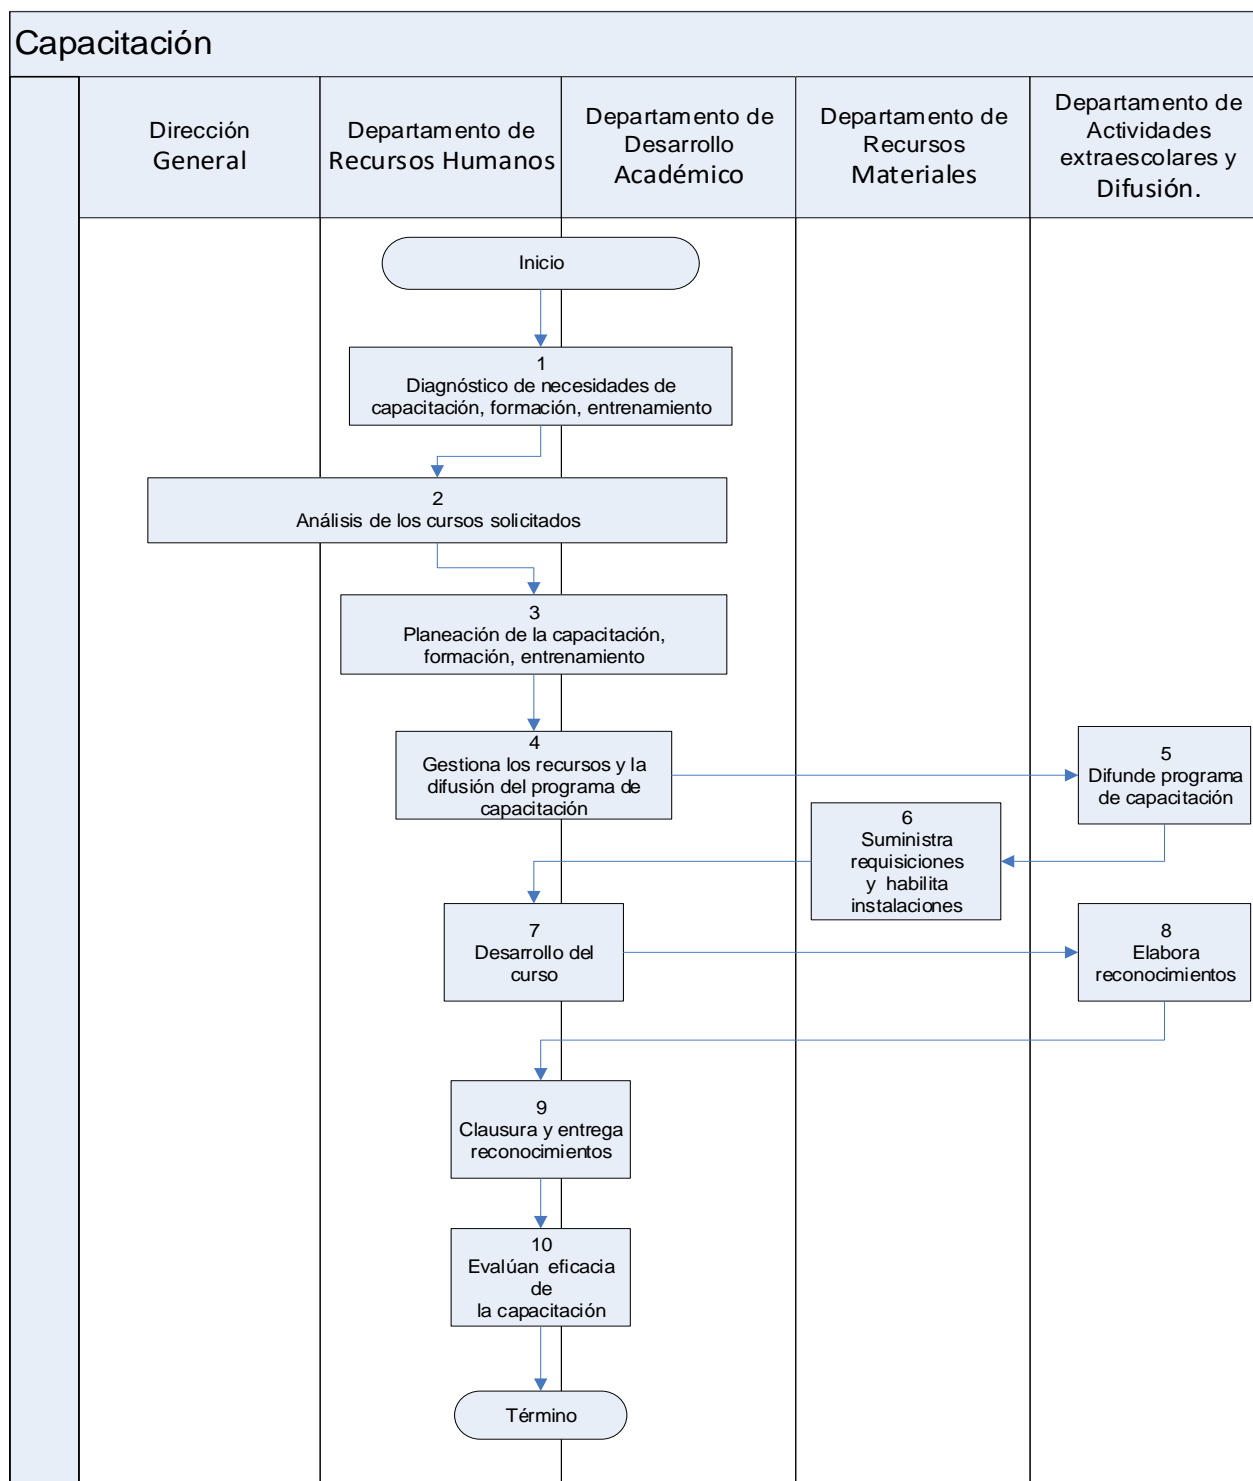 Capacitación
Dirección
General
Departamento de
Recursos Humanos
Departamento de
Desarrollo
Académico
Departamento de
Recursos
Materiales
Departamento de
Actividades
extraescolares y
Difusión.
Inicio
1
Diagnóstico de necesidades de
capacitación, formación, entrenamiento
2
Análisis de los cursos solicitados
3
Planeación de la capacitación,
formación, entrenamiento
4
Gestiona los recursos y la
difusión del programa de
capacitación
5
Difunde programa
de capacitación
6
Suministra
requisiciones
y habilita
instalaciones
7
Desarrollo del
curso
8
Elabora
reconocimientos
9
Clausura y entrega
reconocimientos
10
Evalúan eficacia
de
la capacitación
Término